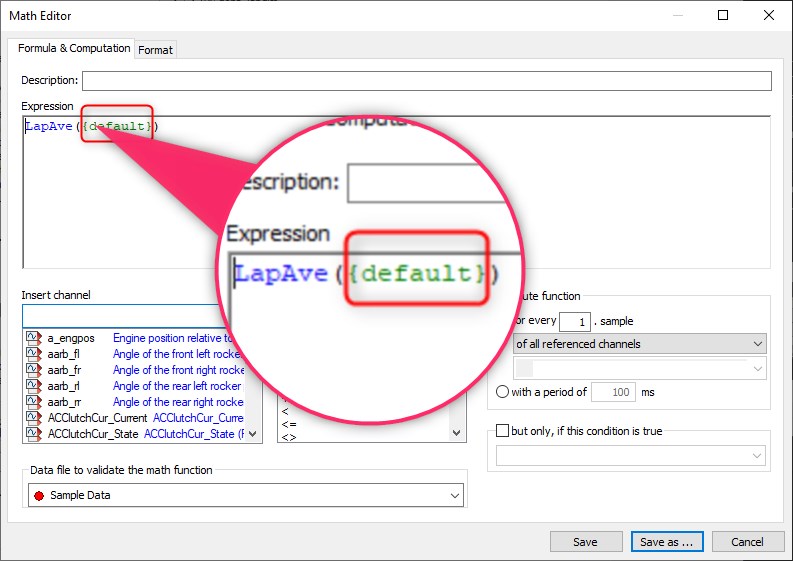 Math Editor
Formula & Computation
Format
Description:
Expression
LapAve({default})
Computat
escription:
Expression
LapAve({default})
Insert channel
a_engpos Engine position relative to
aarb_fl Angle of the front left rocker
aarb_fr Angle of the front right rocke
aarb_rl Angle of the rear left rocker
aarb_rr Angle of the rear right rocker
ACClutchCur_Current ACClutchCur_Curre
ACClutchCur_State ACClutchCur_State (F
<
<=
<>
ute function
or every 1 . sample
of all referenced channels
with a period of 100 ms
but only, if this condition is true
Data file to validate the math function
Sample Data
Save
Save as ...
Cancel